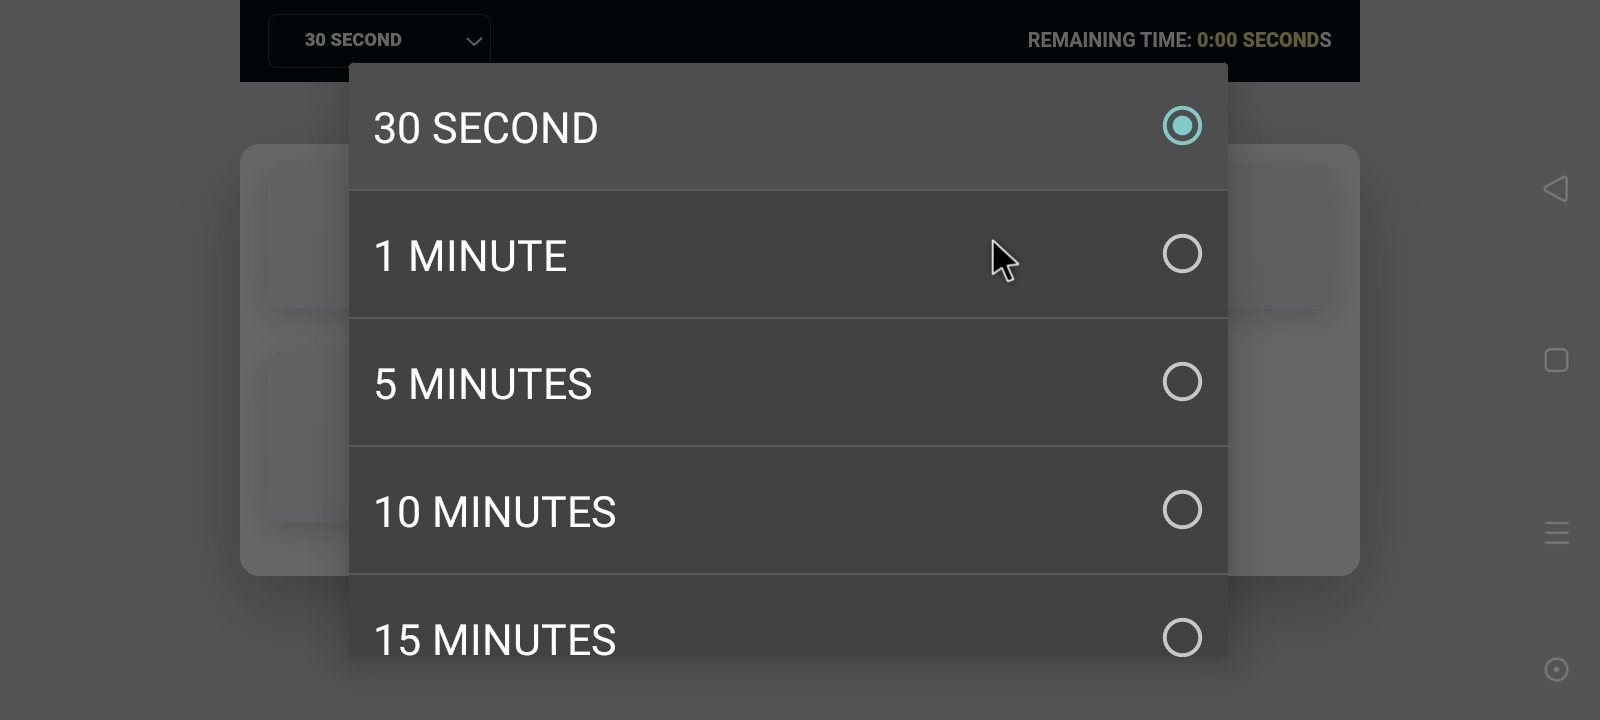 30 SECOND
REMAINING TIME: 0:00 SECONDS
30 SECOND
1 MINUTE
5 MINUTES
10 MINUTES
15 MINUTES